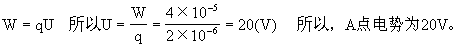 W = qU 所以U = W/q = 4×10⁻⁵/2×10⁻⁶ = 20(V) 所以，A点电势为20V。